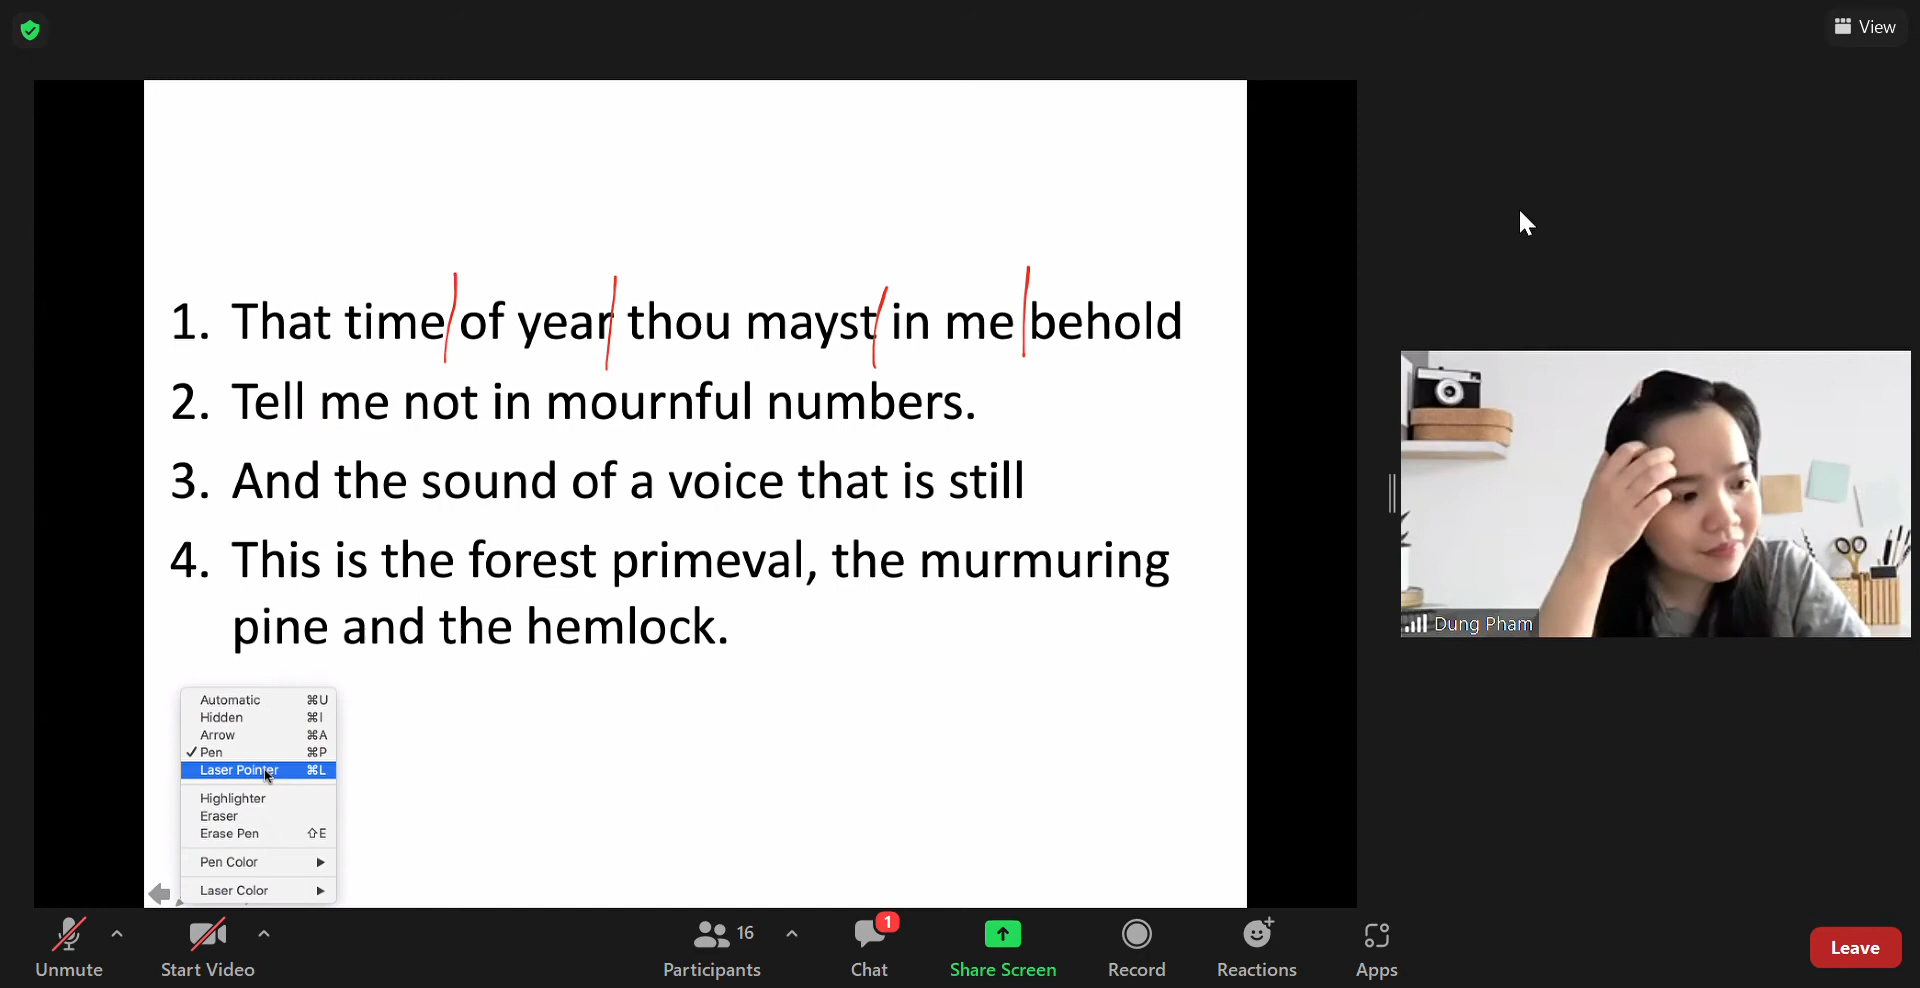 View
1. That time of year thou mayst in me behold
2. Tell me not in mournful numbers.
3. And the sound of a voice that is still
4. This is the forest primeval, the murmuring
pine and the hemlock.
Dung Pham
Automatic ⌘U
Hidden ⌘I
Arrow ⌘A
✓ Pen ⌘P
Laser Pointer ⌘L
Highlighter
Eraser
Erase Pen ⇧E
Pen Color ▶
Laser Color ▶
16
1
Unmute
Start Video
Participants
Chat
Share Screen
Record
Reactions
Apps
Leave